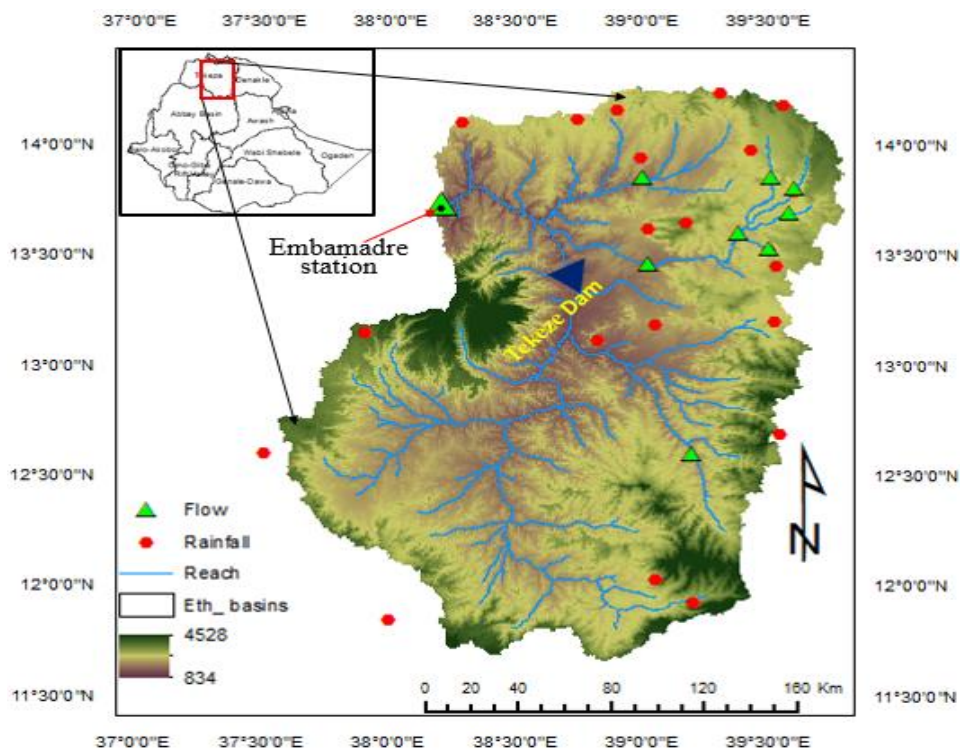 37°0'0"E 37°30'0"E 38°0'0"E 38°30'0"E 39°0'0"E 39°30'0"E
Tekeze
Denakle
Abbay Basin
Awash
Wabi Shebele
Ogaden
Genale-Dawa
14°0'0"N 14°0'0"N
Embamadre
station
13°30'0"N 13°30'0"N
Tekeze Dam
13°0'0"N 13°0'0"N
12°30'0"N 12°30'0"N
Flow
Rainfall
Reach
Eth_ basins
4528
834
N
12°0'0"N 12°0'0"N
11°30'0"N 11°30'0"N
0 20 40 80 120 160 Km
37°0'0"E 37°30'0"E 38°0'0"E 38°30'0"E 39°0'0"E 39°30'0"E